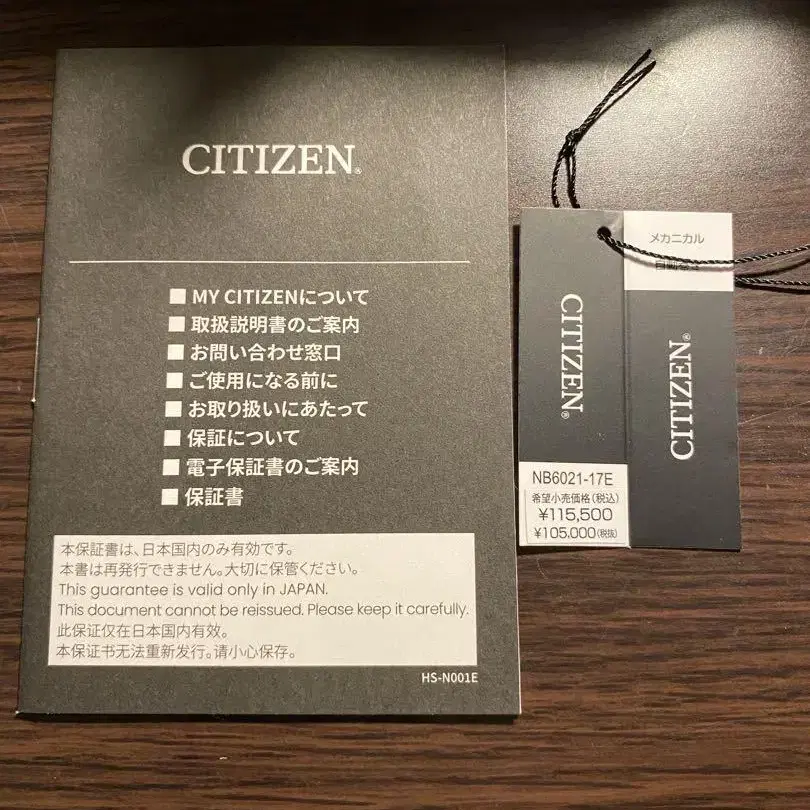 CITIZEN®
■ MY CITIZENについて
■ 取扱説明書のご案内
■ お問い合わせ窓口
■ ご使用になる前に
■ お取り扱いにあたって
■ 保証について
■ 電子保証書のご案内
■ 保証書
本保証書は、日本国内のみ有効です。
本書は再発行できません。大切に保管ください。
This guarantee is valid only in JAPAN.
This document cannot be reissued. Please keep it carefully.
此保证仅在日本国内有效。
本保证书无法重新发行。请小心保存。
HS-N001E
CITIZEN®
NB6021-17E
希望小売価格(税込)
¥115,500
¥105,000(税抜)
メカニカル
CITIZEN®